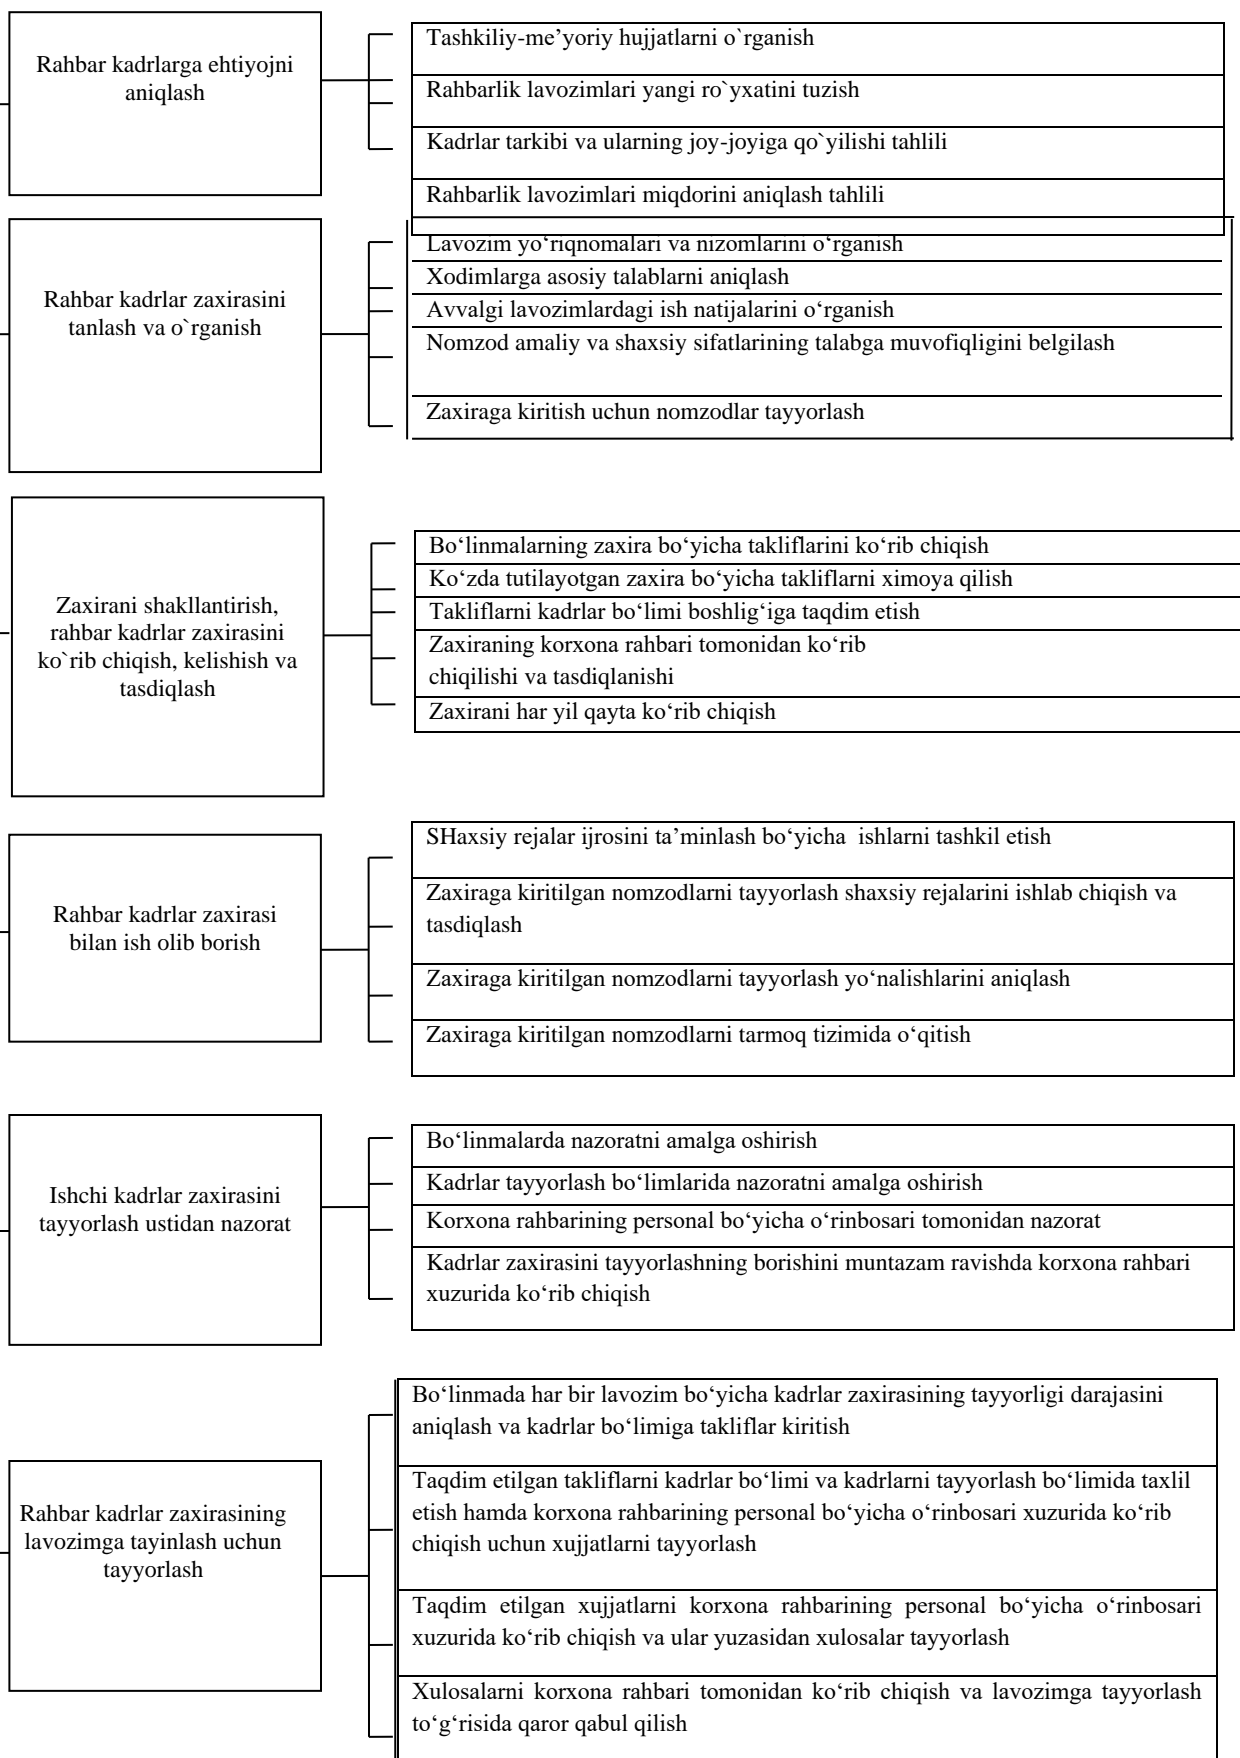 Rahbar kadrlarga ehtiyojni
aniqlash
Tashkiliy-me’yoriy hujjatlarni o`rganish
Rahbarlik lavozimlari yangi ro`yxatini tuzish
Kadrlar tarkibi va ularning joy-joyiga qo`yilishi tahlili
Rahbarlik lavozimlari miqdorini aniqlash tahlili
Rahbar kadrlar zaxirasini
tanlash va o`rganish
Lavozim yo‘riqnomalari va nizomlarini o‘rganish
Xodimlarga asosiy talablarni aniqlash
Avvalgi lavozimlardagi ish natijalarini o‘rganish
Nomzod amaliy va shaxsiy sifatlarining talabga muvofiqligini belgilash
Zaxiraga kiritish uchun nomzodlar tayyorlash
Zaxirani shakllantirish,
rahbar kadrlar zaxirasini
ko`rib chiqish, kelishish va
tasdiqlash
Bo‘linmalarning zaxira bo‘yicha takliflarini ko‘rib chiqish
Ko‘zda tutilayotgan zaxira bo‘yicha takliflarni ximoya qilish
Takliflarni kadrlar bo‘limi boshlig‘iga taqdim etish
Zaxiraning korxona rahbari tomonidan ko‘rib
chiqilishi va tasdiqlanishi
Zaxirani har yil qayta ko‘rib chiqish
Rahbar kadrlar zaxirasi
bilan ish olib borish
SHaxsiy rejalar ijrosini ta’minlash bo‘yicha  ishlarni tashkil etish
Zaxiraga kiritilgan nomzodlarni tayyorlash shaxsiy rejalarini ishlab chiqish va
tasdiqlash
Zaxiraga kiritilgan nomzodlarni tayyorlash yo‘nalishlarini aniqlash
Zaxiraga kiritilgan nomzodlarni tarmoq tizimida o‘qitish
Ishchi kadrlar zaxirasini
tayyorlash ustidan nazorat
Bo‘linmalarda nazoratni amalga oshirish
Kadrlar tayyorlash bo‘limlarida nazoratni amalga oshirish
Korxona rahbarining personal bo‘yicha o‘rinbosari tomonidan nazorat
Kadrlar zaxirasini tayyorlashning borishini muntazam ravishda korxona rahbari
xuzurida ko‘rib chiqish
Rahbar kadrlar zaxirasining
lavozimga tayinlash uchun
tayyorlash
Bo‘linmada har bir lavozim bo‘yicha kadrlar zaxirasining tayyorligi darajasini
aniqlash va kadrlar bo‘limiga takliflar kiritish
Taqdim etilgan takliflarni kadrlar bo‘limi va kadrlarni tayyorlash bo‘limida taxlil
etish hamda korxona rahbarining personal bo‘yicha o‘rinbosari xuzurida ko‘rib
chiqish uchun xujjatlarni tayyorlash
Taqdim etilgan xujjatlarni korxona rahbarining personal bo‘yicha o‘rinbosari
xuzurida ko‘rib chiqish va ular yuzasidan xulosalar tayyorlash
Xulosalarni korxona rahbari tomonidan ko‘rib chiqish va lavozimga tayyorlash
to‘g‘risida qaror qabul qilish